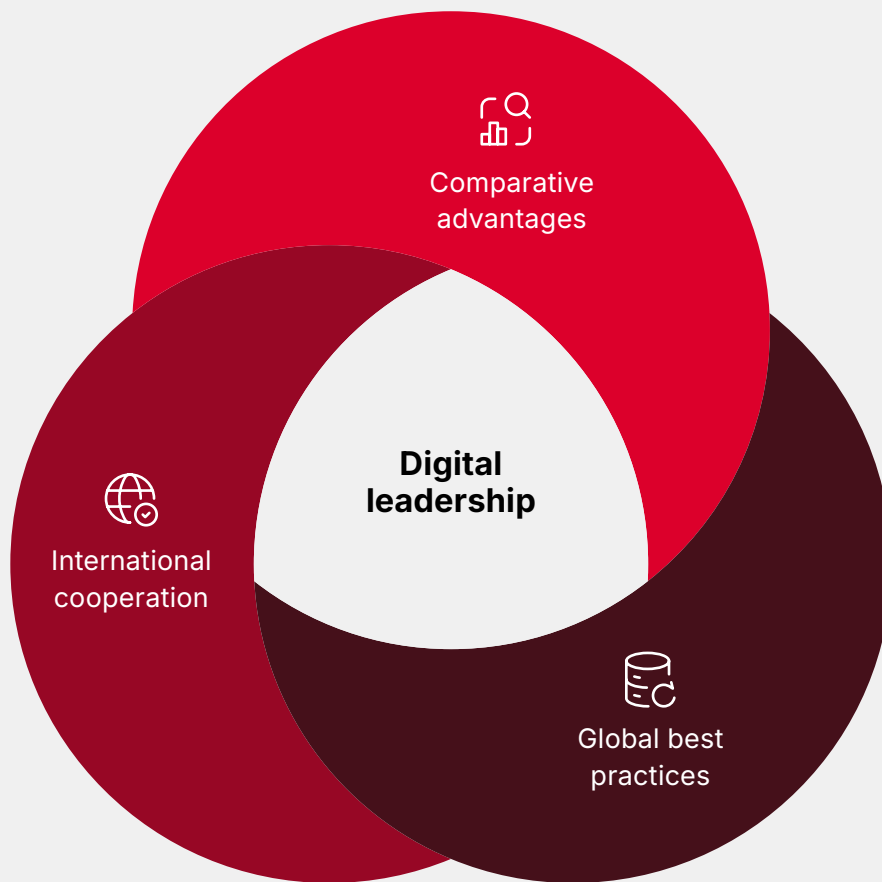 Comparative
advantages
Digital
leadership
International
cooperation
Global best
practices